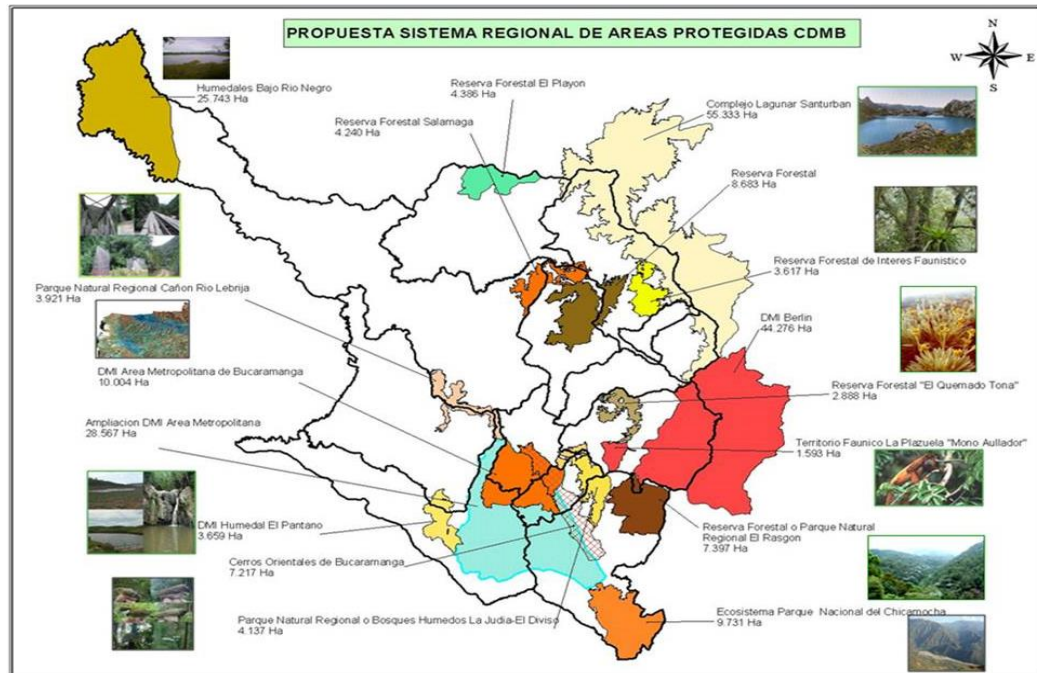 PROPUESTA SISTEMA REGIONAL DE AREAS PROTEGIDAS CDMB
N
W E
S
Humedales Bajo Rio Negro
25.743 Ha
Reserva Forestal El Playon
4.386 Ha
Reserva Forestal Salamaga
4.240 Ha
Complejo Lagunar Santurban
55.333 Ha
Reserva Forestal
8.683 Ha
Reserva Forestal de Interes Faunistico
3.617 Ha
Parque Natural Regional Cañon Rio Lebrija
3.921 Ha
DMI Berlin
44.276 Ha
DMI Area Metropolitana de Bucaramanga
10.004 Ha
Reserva Forestal "El Quemado Tona"
2.888 Ha
Ampliacion DMI Area Metropolitana
28.567 Ha
Territorio Faunico La Plazuela "Mono Aullador"
1.593 Ha
DMI Humedal El Pantano
3.659 Ha
Reserva Forestal o Parque Natural
Regional El Rasgon
7.397 Ha
Cerros Orientales de Bucaramanga
7.217 Ha
Parque Natural Regional o Bosques Humedos La Judia-El Diviso
4.137 Ha
Ecosistema Parque Nacional del Chicamocha
9.731 Ha